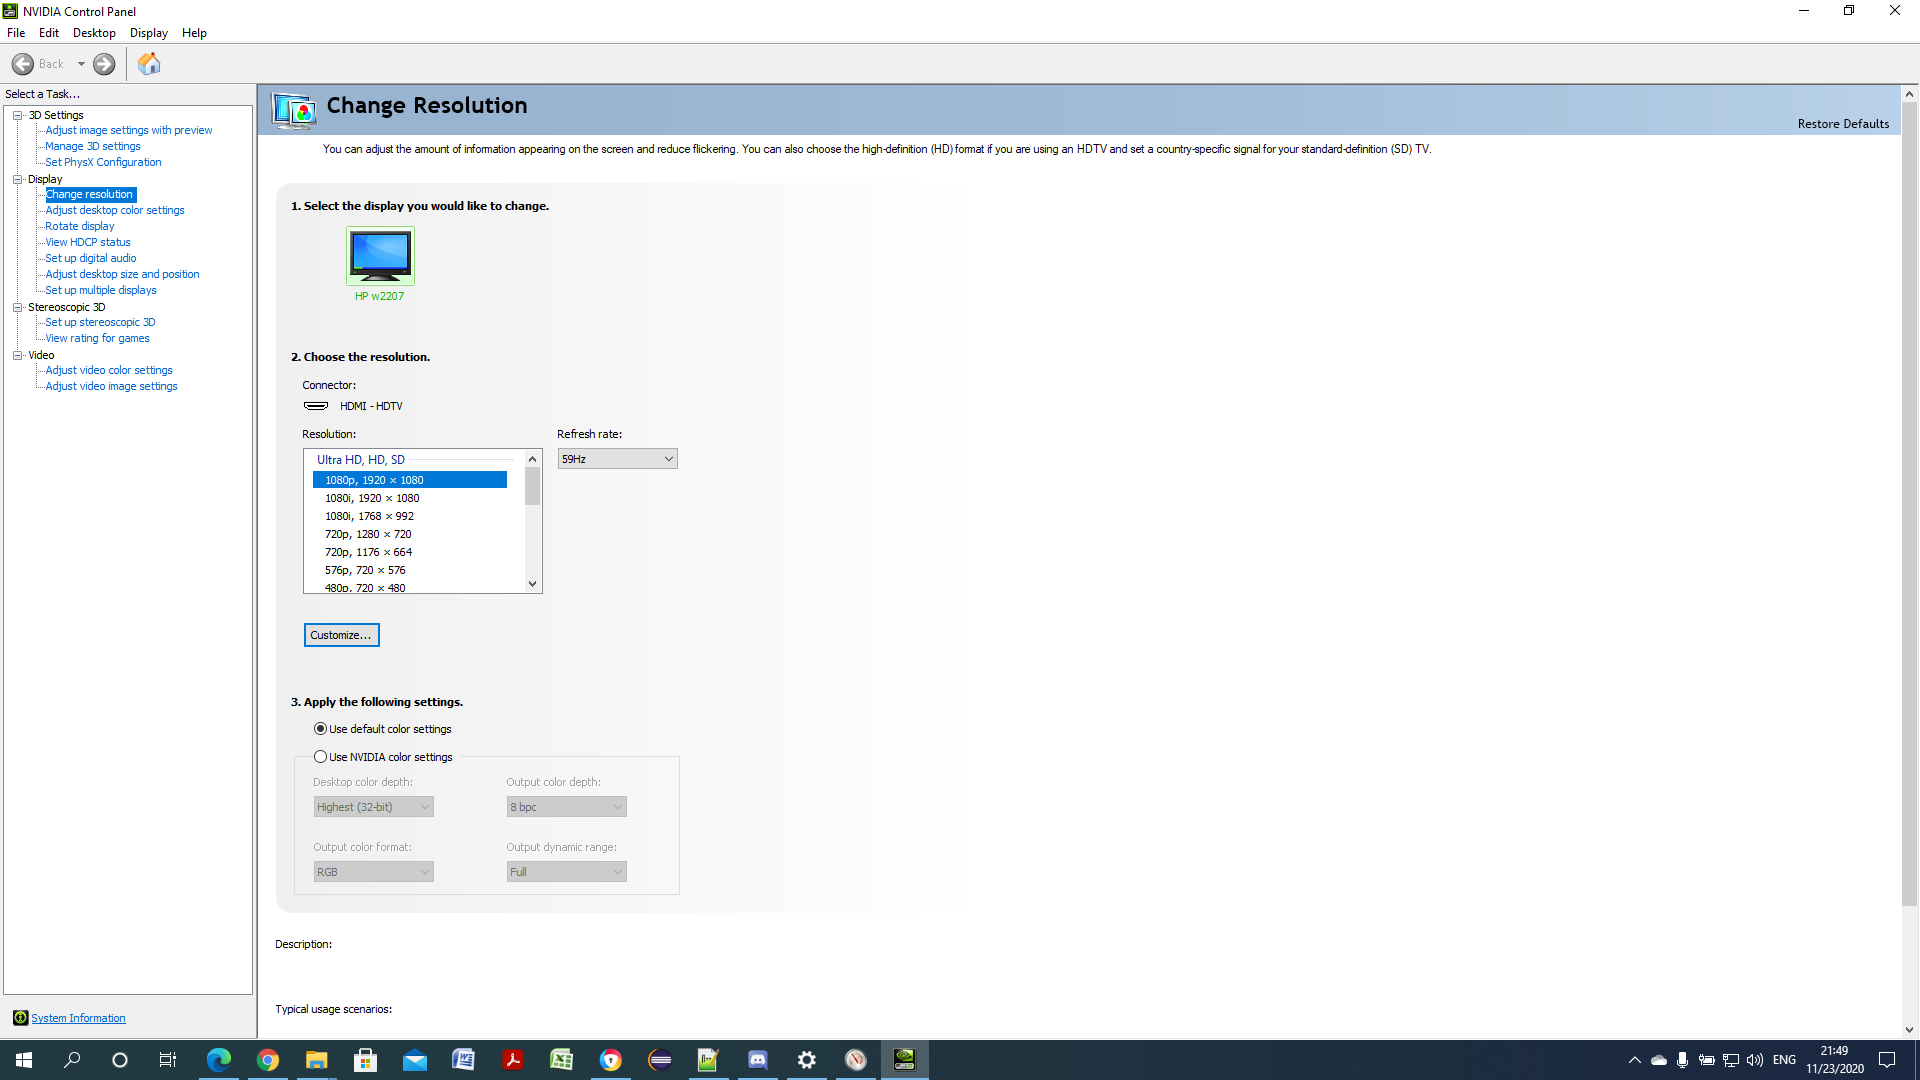 NVIDIA Control Panel
File Edit Desktop Display Help
Back
Select a Task...
3D Settings
Adjust image settings with preview
Manage 3D settings
Set PhysX Configuration
Display
Change resolution
Adjust desktop color settings
Rotate display
View HDCP status
Set up digital audio
Adjust desktop size and position
Set up multiple displays
Stereoscopic 3D
Set up stereoscopic 3D
View rating for games
Video
Adjust video color settings
Adjust video image settings
System Information
Change Resolution
Restore Defaults
You can adjust the amount of information appearing on the screen and reduce flickering. You can also choose the high-definition (HD) format if you are using an HDTV and set a country-specific signal for your standard-definition (SD) TV.
1. Select the display you would like to change.
HP w2207
2. Choose the resolution.
Connector:
HDMI - HDTV
Resolution:
Refresh rate:
Ultra HD, HD, SD
59Hz
1080p, 1920 × 1080
1080i, 1920 × 1080
1080i, 1768 × 992
720p, 1280 × 720
720p, 1176 × 664
576p, 720 × 576
480p, 720 × 480
Customize...
3. Apply the following settings.
Use default color settings
Use NVIDIA color settings
Desktop color depth:
Output color depth:
Highest (32-bit)
8 bpc
Output color format:
Output dynamic range:
RGB
Full
Description:
Typical usage scenarios:
ENG
21:49
11/23/2020